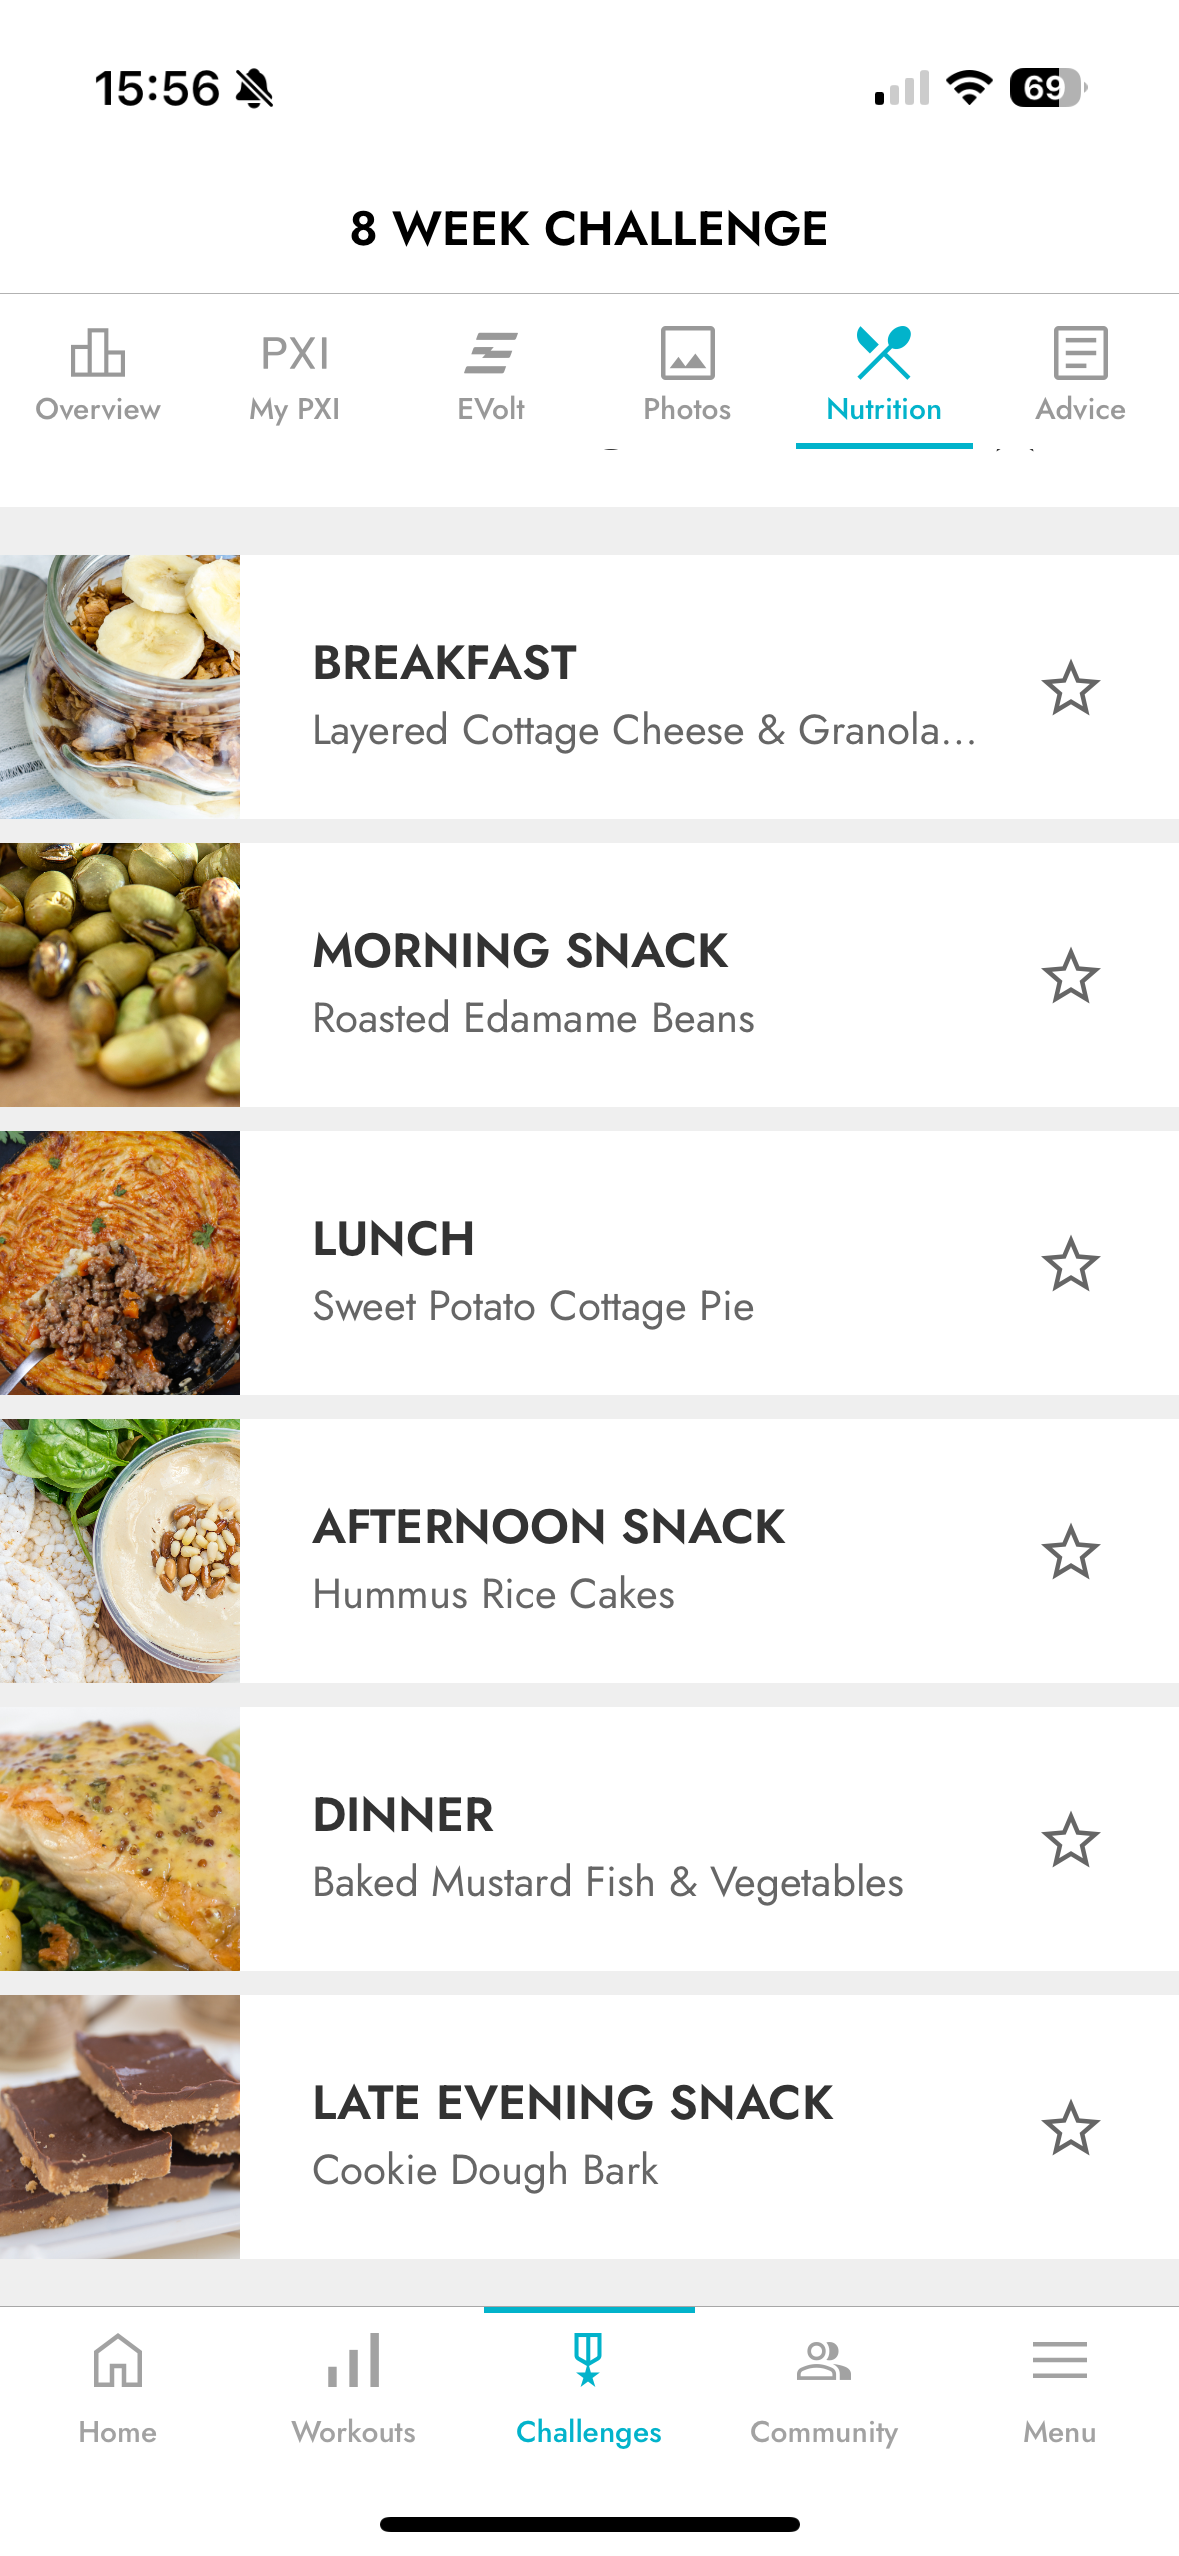 15:56
69
8 WEEK CHALLENGE
PXI
Overview
My PXI
EVolt
Photos
Nutrition
Advice
BREAKFAST
Layered Cottage Cheese & Granola...
MORNING SNACK
Roasted Edamame Beans
LUNCH
Sweet Potato Cottage Pie
AFTERNOON SNACK
Hummus Rice Cakes
DINNER
Baked Mustard Fish & Vegetables
LATE EVENING SNACK
Cookie Dough Bark
Home
Workouts
Challenges
Community
Menu